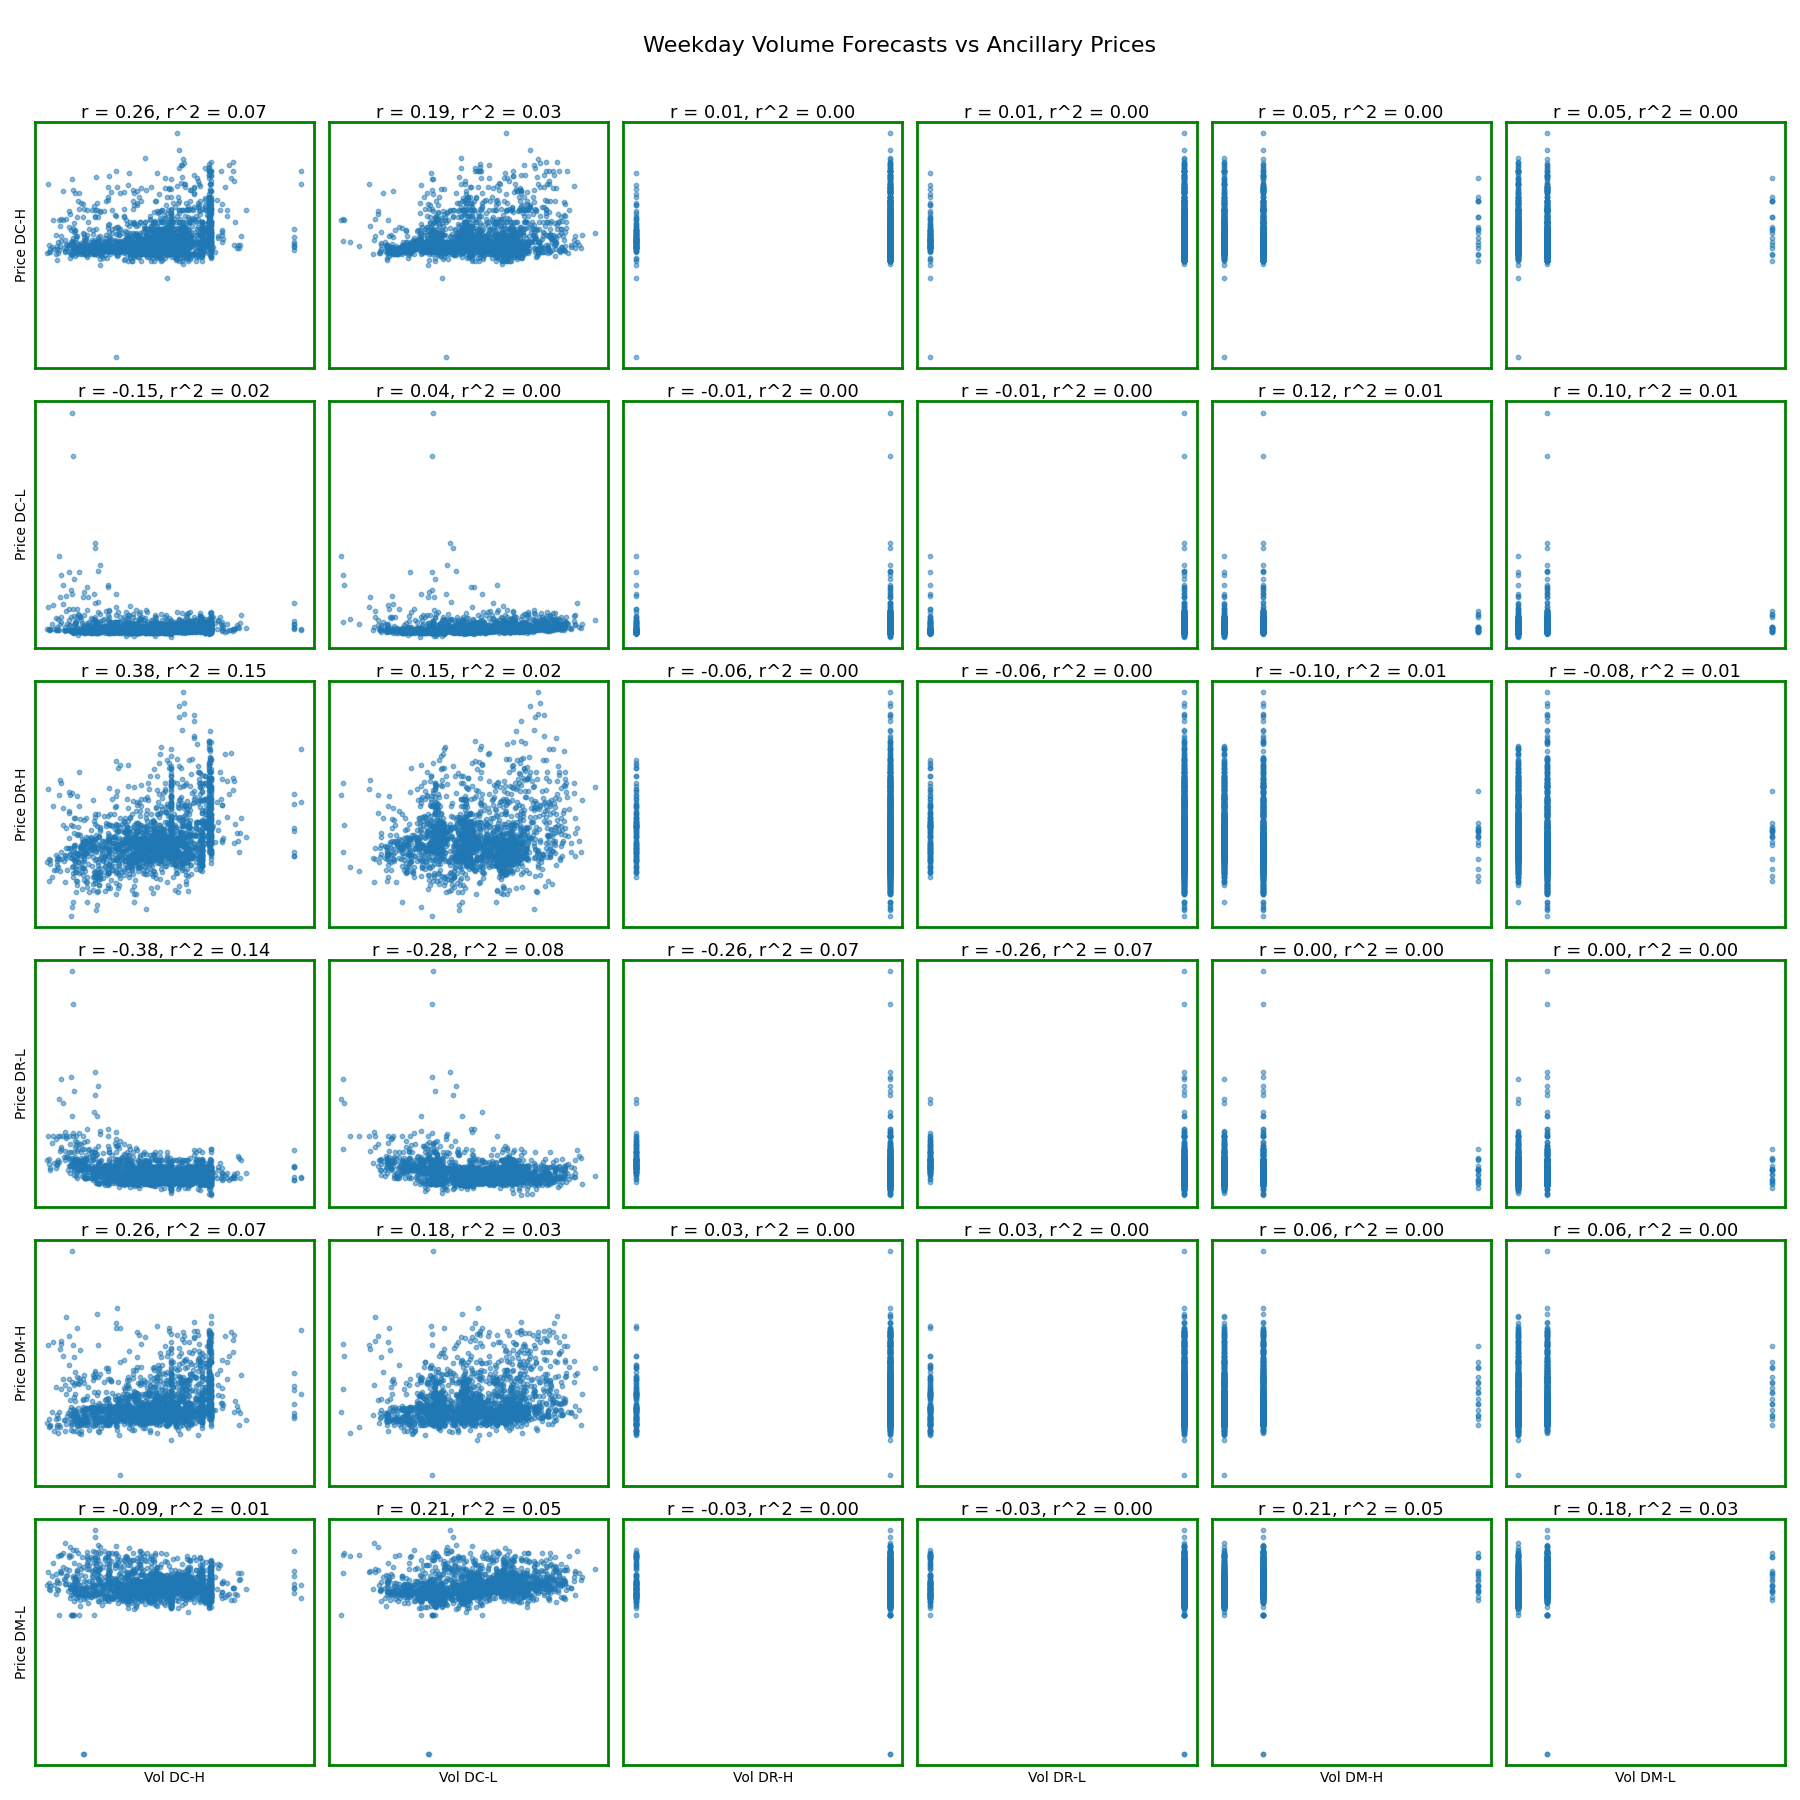 Weekday Volume Forecasts vs Ancillary Prices
r = 0.26, r^2 = 0.07
r = 0.19, r^2 = 0.03
r = 0.01, r^2 = 0.00
r = 0.01, r^2 = 0.00
r = 0.05, r^2 = 0.00
r = 0.05, r^2 = 0.00
Price DC-H
r = -0.15, r^2 = 0.02
r = 0.04, r^2 = 0.00
r = -0.01, r^2 = 0.00
r = -0.01, r^2 = 0.00
r = 0.12, r^2 = 0.01
r = 0.10, r^2 = 0.01
Price DC-L
r = 0.38, r^2 = 0.15
r = 0.15, r^2 = 0.02
r = -0.06, r^2 = 0.00
r = -0.06, r^2 = 0.00
r = -0.10, r^2 = 0.01
r = -0.08, r^2 = 0.01
Price DR-H
r = -0.38, r^2 = 0.14
r = -0.28, r^2 = 0.08
r = -0.26, r^2 = 0.07
r = -0.26, r^2 = 0.07
r = 0.00, r^2 = 0.00
r = 0.00, r^2 = 0.00
Price DR-L
r = 0.26, r^2 = 0.07
r = 0.18, r^2 = 0.03
r = 0.03, r^2 = 0.00
r = 0.03, r^2 = 0.00
r = 0.06, r^2 = 0.00
r = 0.06, r^2 = 0.00
Price DM-H
r = -0.09, r^2 = 0.01
r = 0.21, r^2 = 0.05
r = -0.03, r^2 = 0.00
r = -0.03, r^2 = 0.00
r = 0.21, r^2 = 0.05
r = 0.18, r^2 = 0.03
Price DM-L
Vol DC-H
Vol DC-L
Vol DR-H
Vol DR-L
Vol DM-H
Vol DM-L